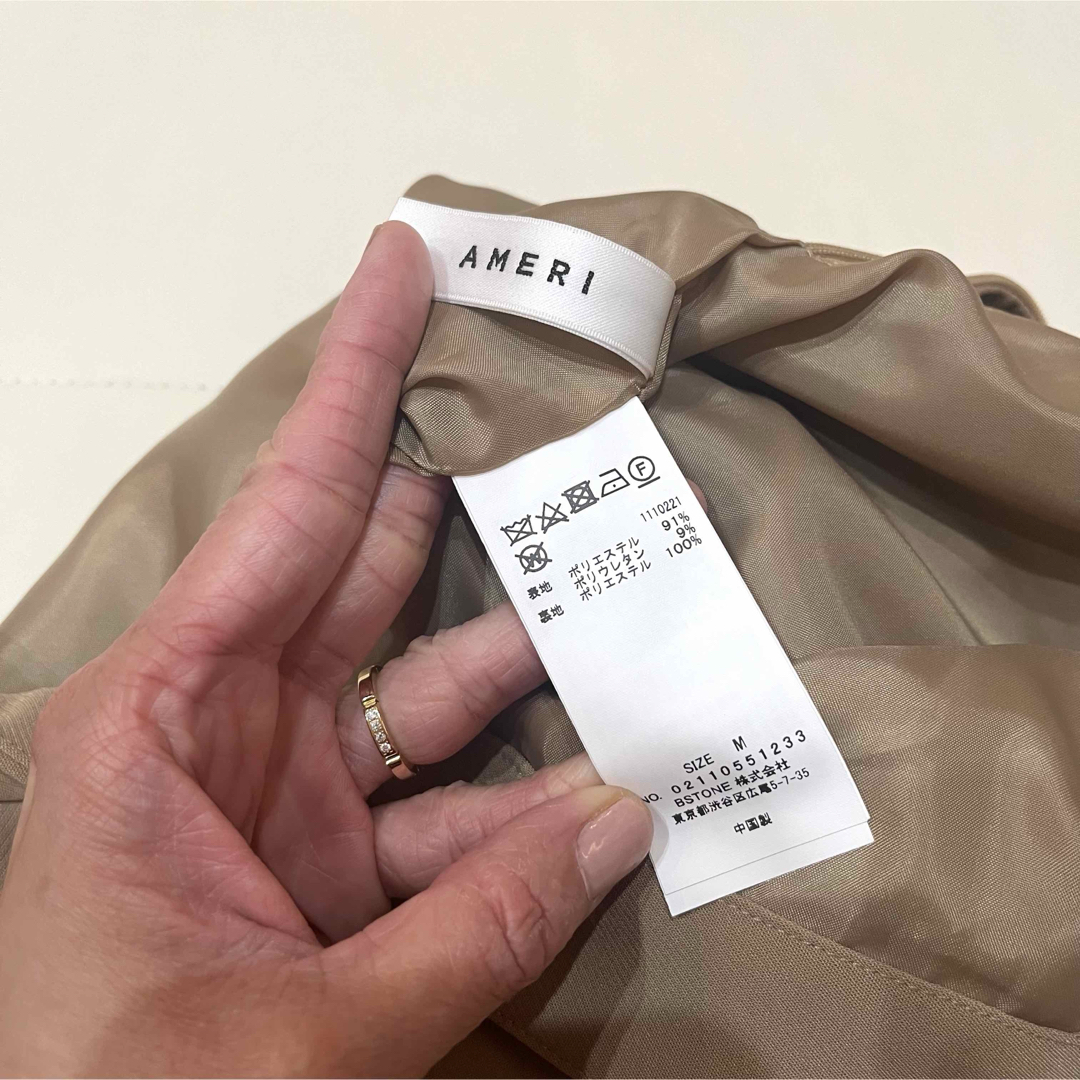 AMERI
F
1110221
表地 ポリエステル 91%
ポリウレタン 9%
裏地 ポリエステル 100%
SIZE M
NO. 02110551233
BSTONE 株式会社
東京都渋谷区広尾5-7-35
中国製